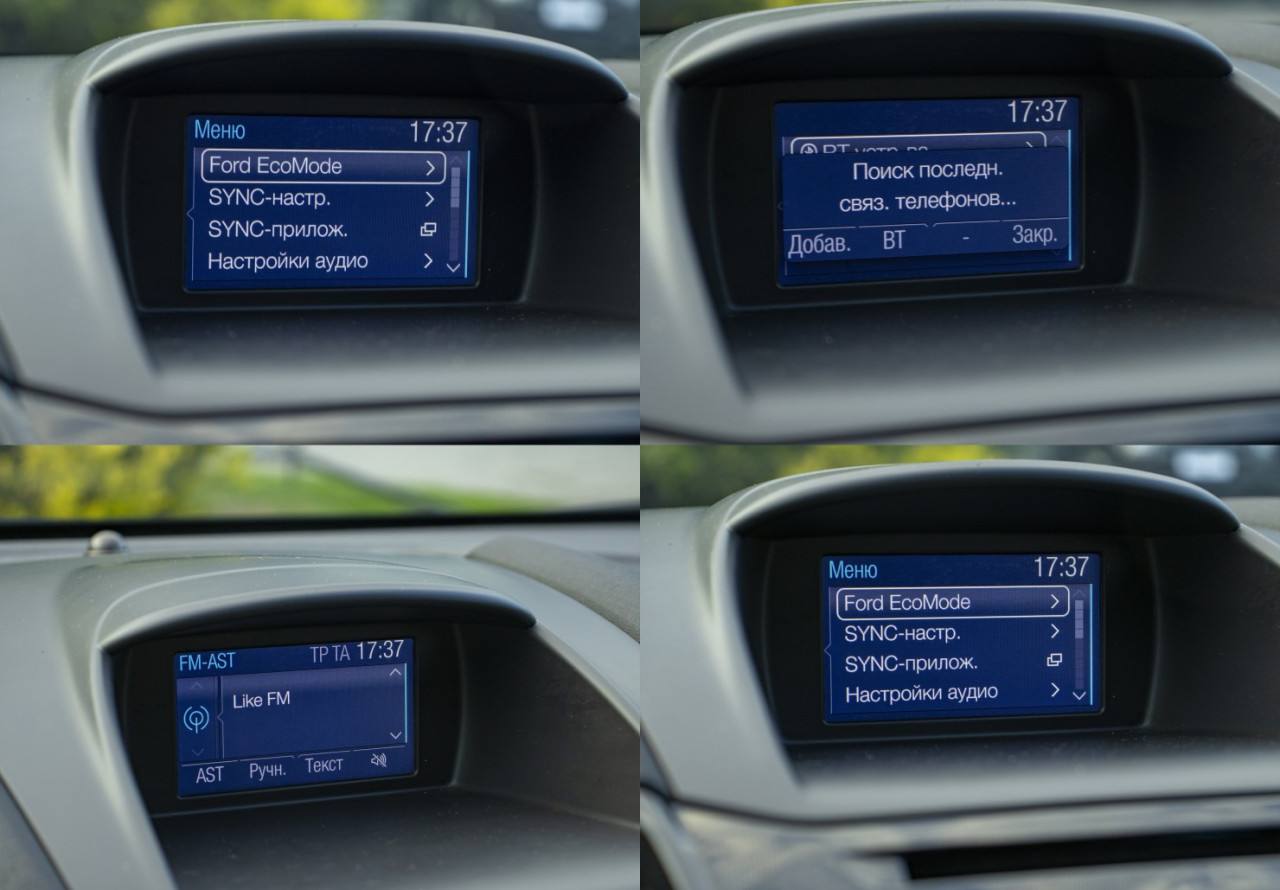 Меню 17:37
Ford EcoMode
SYNC-настр.
SYNC-прилож.
Настройки аудио
17:37
Поиск последн.
связ. телефонов...
Добав. BT - Закр.
FM-AST TP TA 17:37
Like FM
AST Ручн. Текст
Меню 17:37
Ford EcoMode
SYNC-настр.
SYNC-прилож.
Настройки аудио